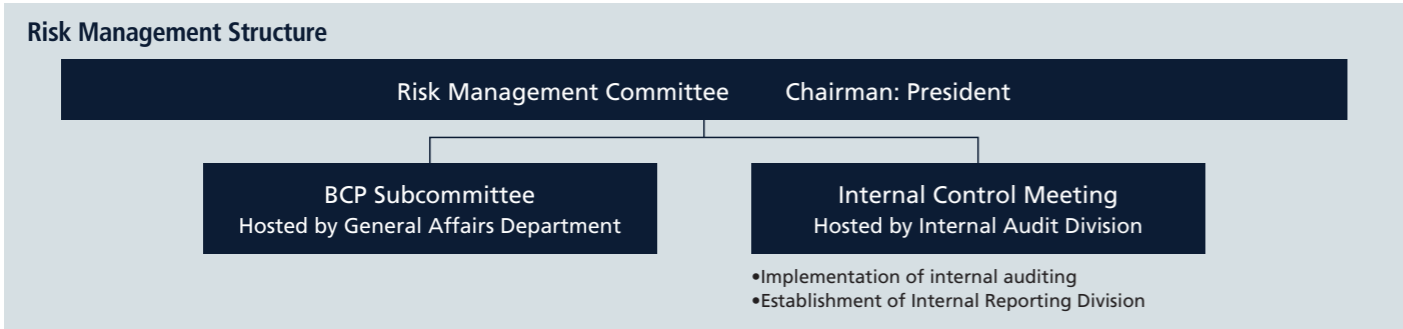 Risk Management Structure
Risk Management Committee Chairman: President
BCP Subcommittee
Hosted by General Affairs Department
Internal Control Meeting
Hosted by Internal Audit Division
•Implementation of internal auditing
•Establishment of Internal Reporting Division